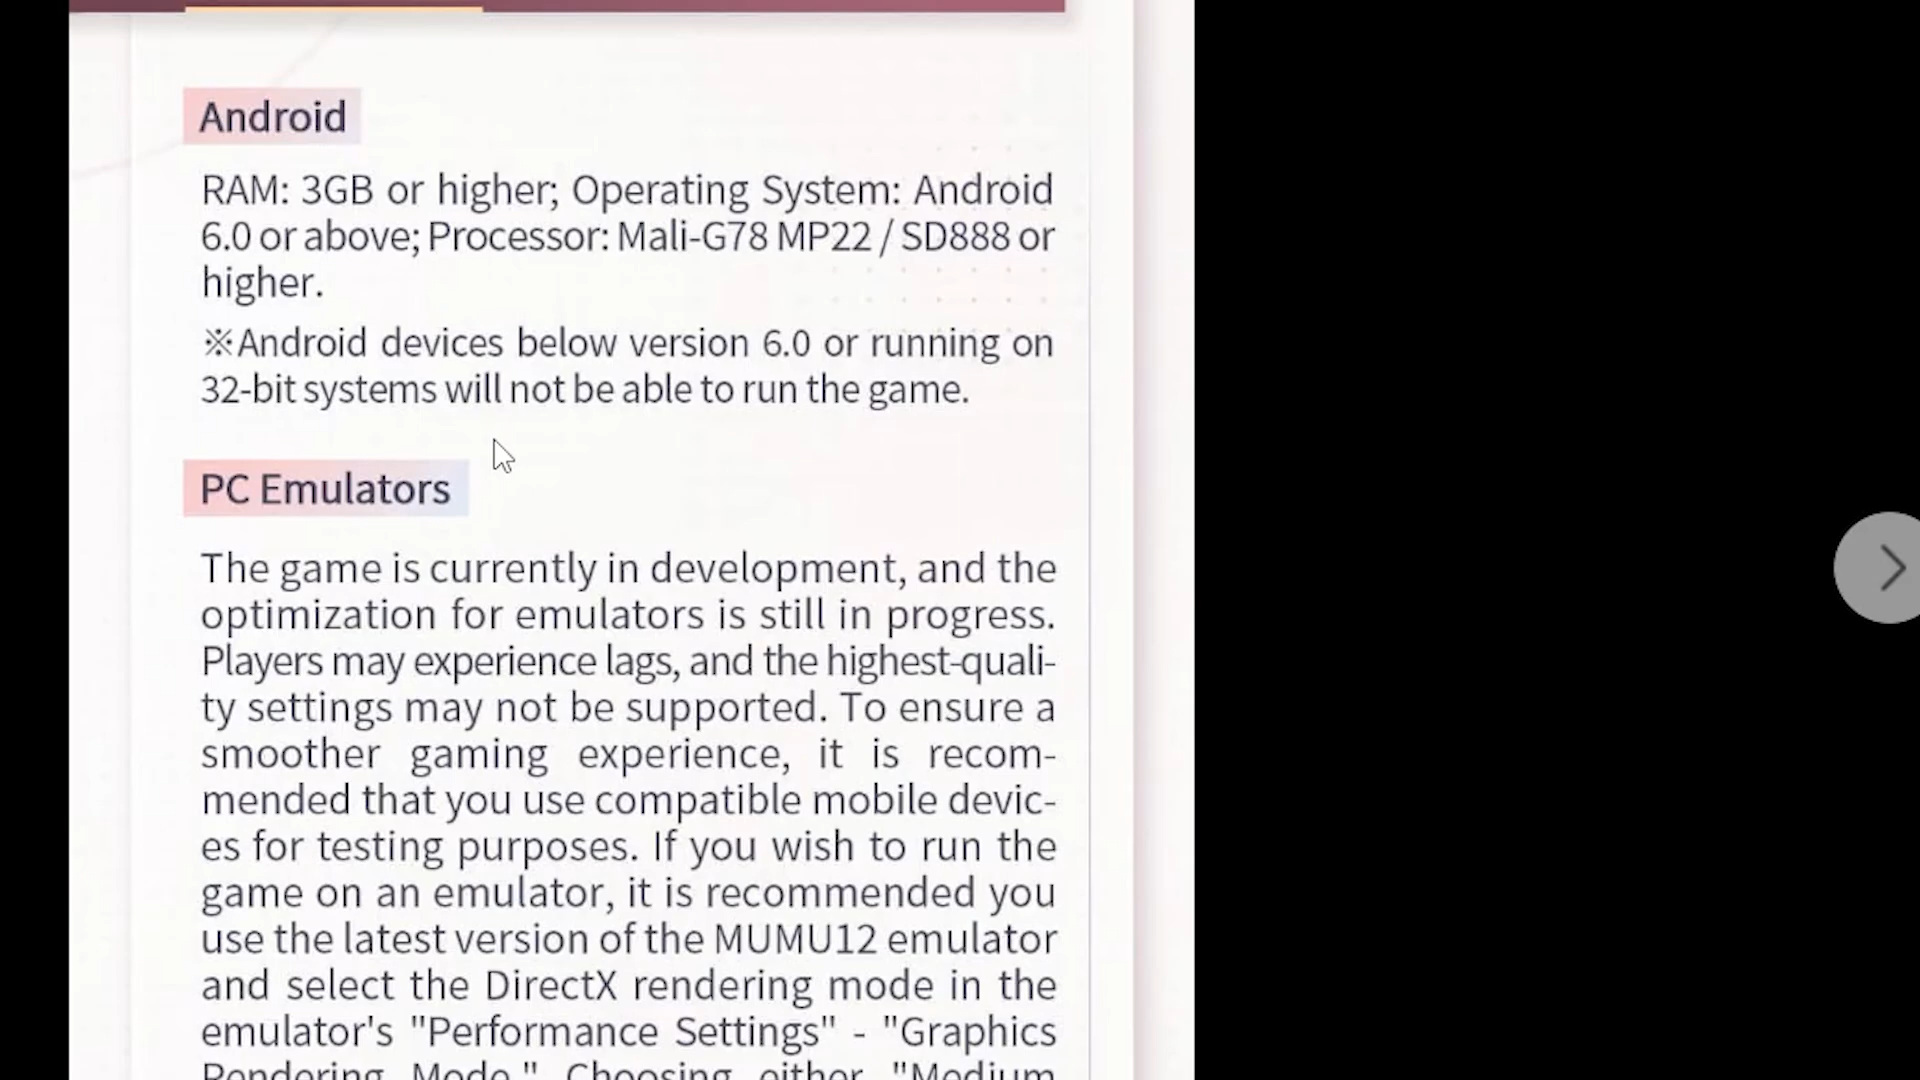 Android
RAM: 3GB or higher; Operating System: Android
6.0 or above; Processor: Mali-G78 MP22 / SD888 or
higher.
※Android devices below version 6.0 or running on
32-bit systems will not be able to run the game.
PC Emulators
The game is currently in development, and the
optimization for emulators is still in progress.
Players may experience lags, and the highest-quali-
ty settings may not be supported. To ensure a
smoother gaming experience, it is recom-
mended that you use compatible mobile devic-
es for testing purposes. If you wish to run the
game on an emulator, it is recommended you
use the latest version of the MUMU12 emulator
and select the DirectX rendering mode in the
emulator's "Performance Settings" - "Graphics
Rendering Mode." Choosing either "Medium